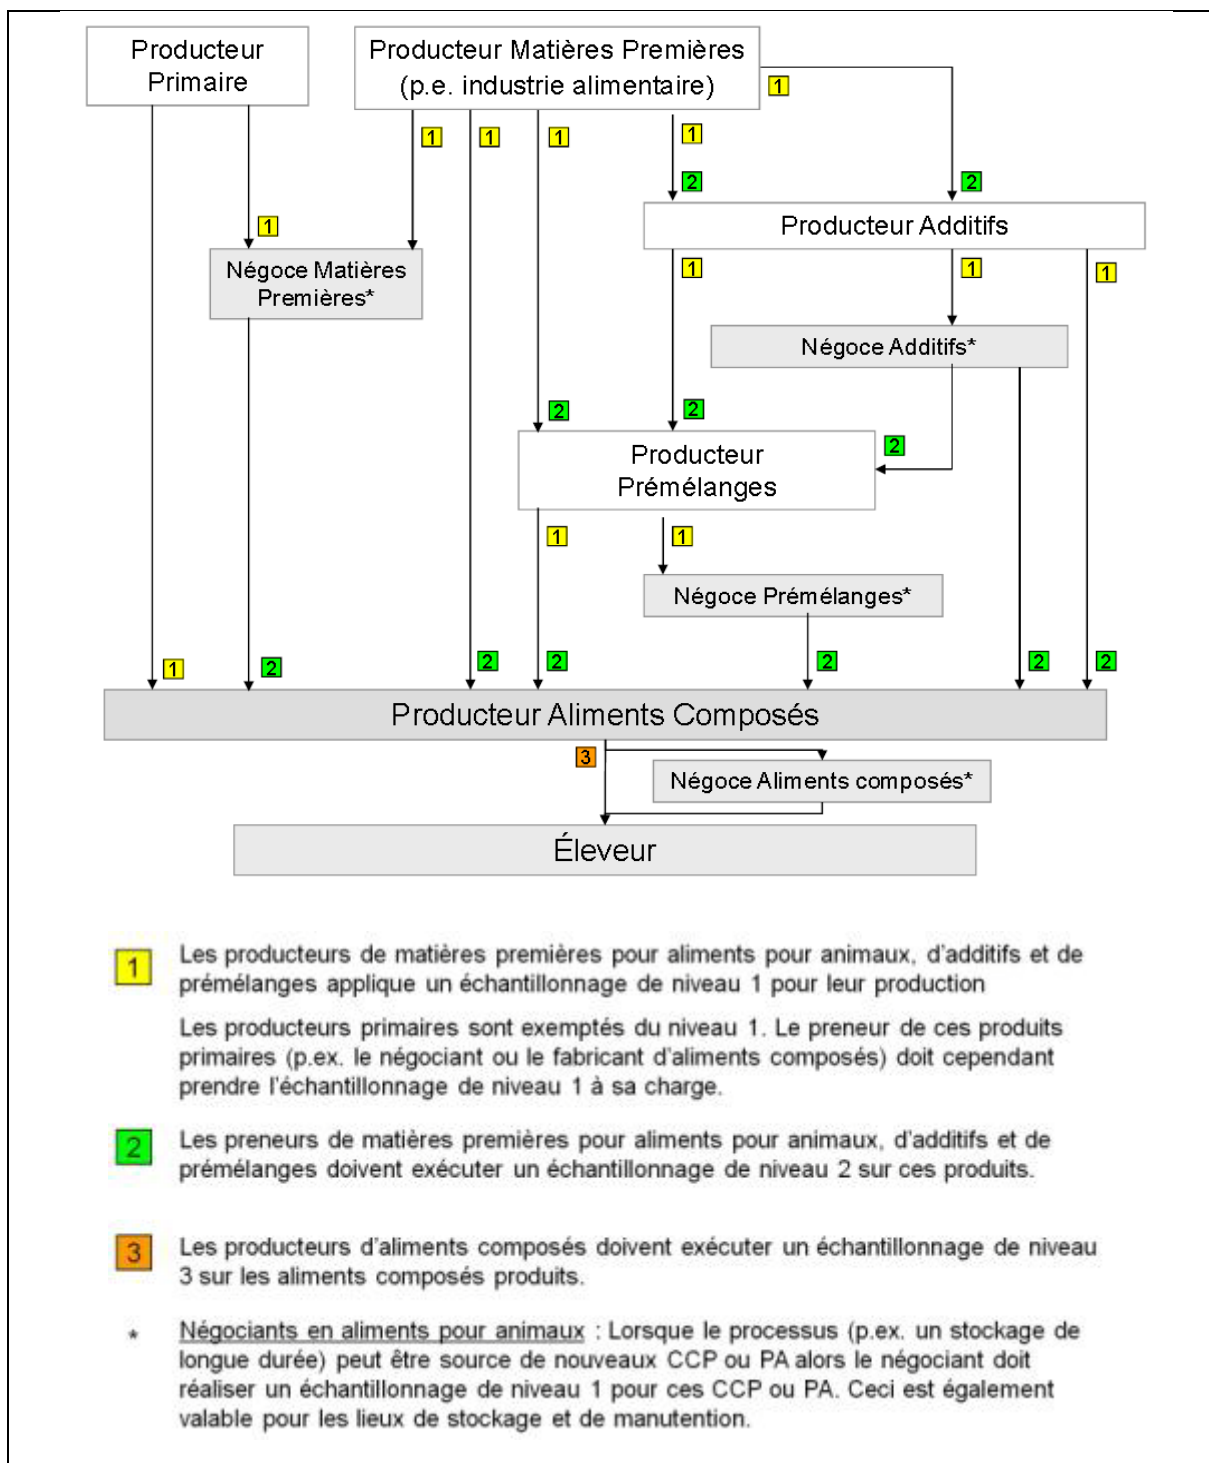 Producteur
Primaire
Producteur Matières Premières
(p.e. industrie alimentaire)
1
1
1
1
1
2
2
Producteur Additifs
1
Négoce Matières
Premières*
1
1
1
Négoce Additifs*
2
2
2
Producteur
Prémélanges
1
1
Négoce Prémélanges*
1
2
2
2
2
2
2
Producteur Aliments Composés
3
Négoce Aliments composés*
Éleveur
1
Les producteurs de matières premières pour aliments pour animaux, d'additifs et de
prémélanges applique un échantillonnage de niveau 1 pour leur production
Les producteurs primaires sont exemptés du niveau 1. Le preneur de ces produits
primaires (p.ex. le négociant ou le fabricant d'aliments composés) doit cependant
prendre l'échantillonnage de niveau 1 à sa charge.
2
Les preneurs de matières premières pour aliments pour animaux, d'additifs et de
prémélanges doivent exécuter un échantillonnage de niveau 2 sur ces produits.
3
Les producteurs d'aliments composés doivent exécuter un échantillonnage de niveau
3 sur les aliments composés produits.
* Négociants en aliments pour animaux : Lorsque le processus (p.ex. un stockage de
longue durée) peut être source de nouveaux CCP ou PA alors le négociant doit
réaliser un échantillonnage de niveau 1 pour ces CCP ou PA. Ceci est également
valable pour les lieux de stockage et de manutention.